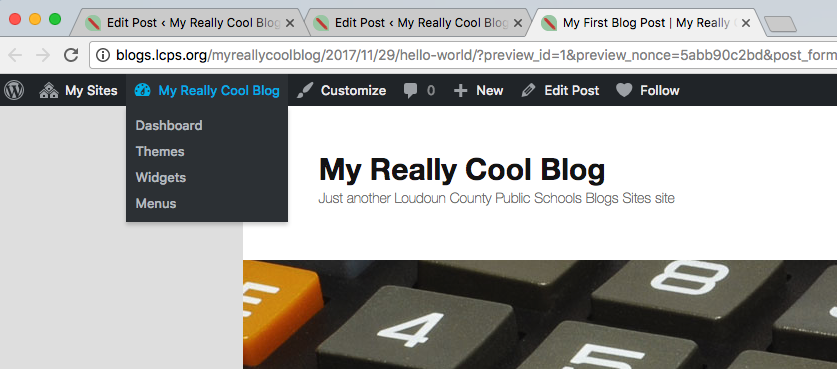 Edit Post ‹ My Really Cool Blog
Edit Post ‹ My Really Cool Blog
My First Blog Post | My Really C
blogs.lcps.org/myreallycoolblog/2017/11/29/hello-world/?preview_id=1&preview_nonce=5abb90c2bd&post_form
My Sites My Really Cool Blog Customize 0 New Edit Post Follow
Dashboard
Themes
Widgets
Menus
My Really Cool Blog
Just another Loudoun County Public Schools Blogs Sites site
4
8
5
E